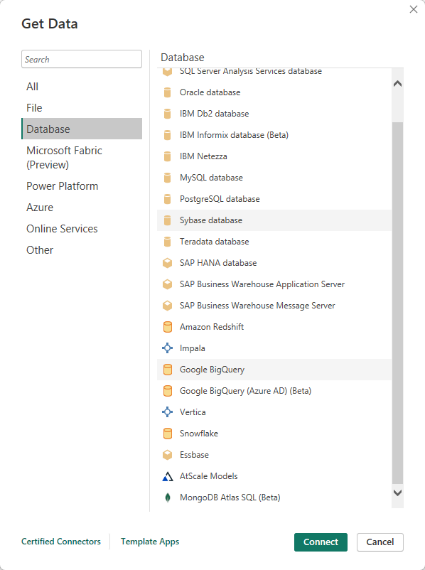 Get Data
Search
All
File
Database
Microsoft Fabric
(Preview)
Power Platform
Azure
Online Services
Other
Database
SQL Server Analysis Services database
Oracle database
IBM Db2 database
IBM Informix database (Beta)
IBM Netezza
MySQL database
PostgreSQL database
Sybase database
Teradata database
SAP HANA database
SAP Business Warehouse Application Server
SAP Business Warehouse Message Server
Amazon Redshift
Impala
Google BigQuery
Google BigQuery (Azure AD) (Beta)
Vertica
Snowflake
Essbase
AtScale Models
MongoDB Atlas SQL (Beta)
Certified Connectors
Template Apps
Connect
Cancel